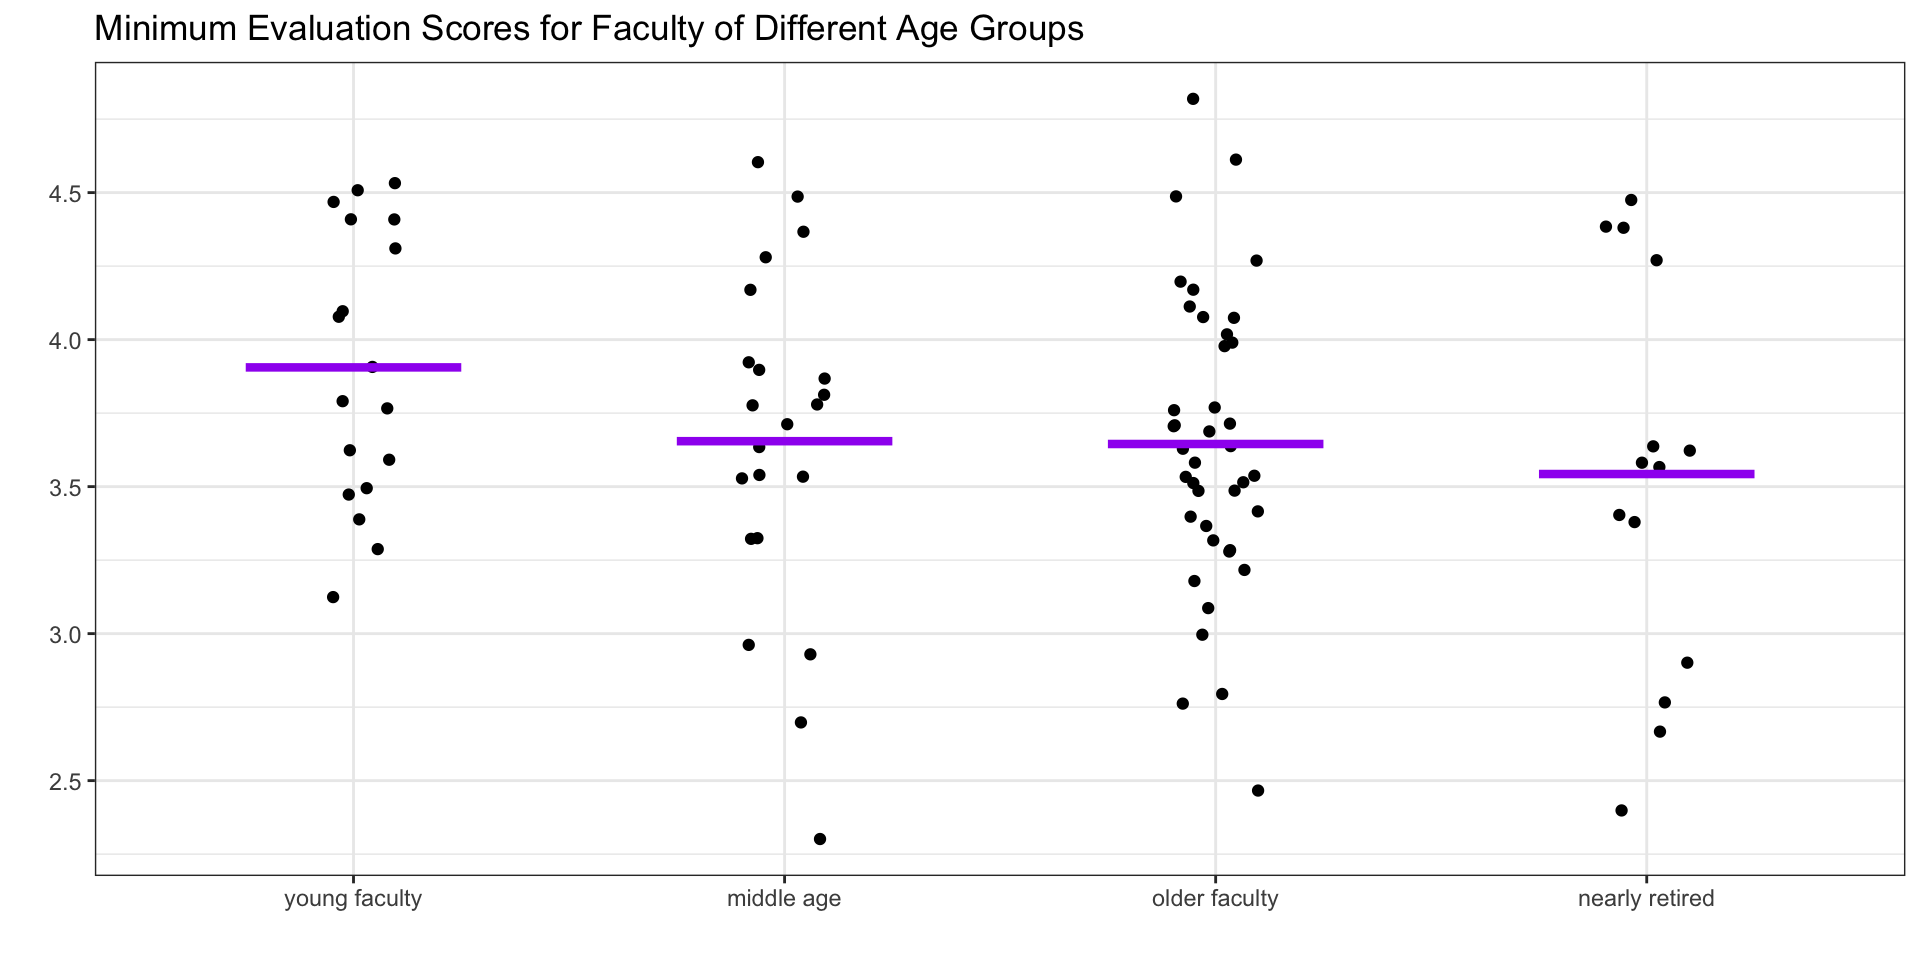 Minimum Evaluation Scores for Faculty of Different Age Groups
4.5
4.0
3.5
3.0
2.5
young faculty
middle age
older faculty
nearly retired